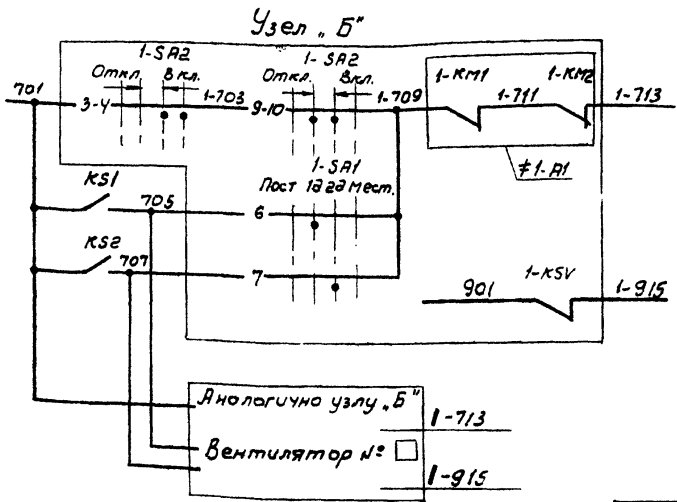 Узел „Б"
1-SA2
1-SA2
Откл.
Вкл.
Откл.
Вкл.
1-KM1
1-KM2
701
3-4
1-703
9-10
1-709
1-711
1-713
≠1-A1
1-SA1
Пост 1д 2д Мест.
KS1
705
6
KS2
707
7
901
1-KSV
1-915
Аналогично узлу „Б"
1-713
Вентилятор №
1-915